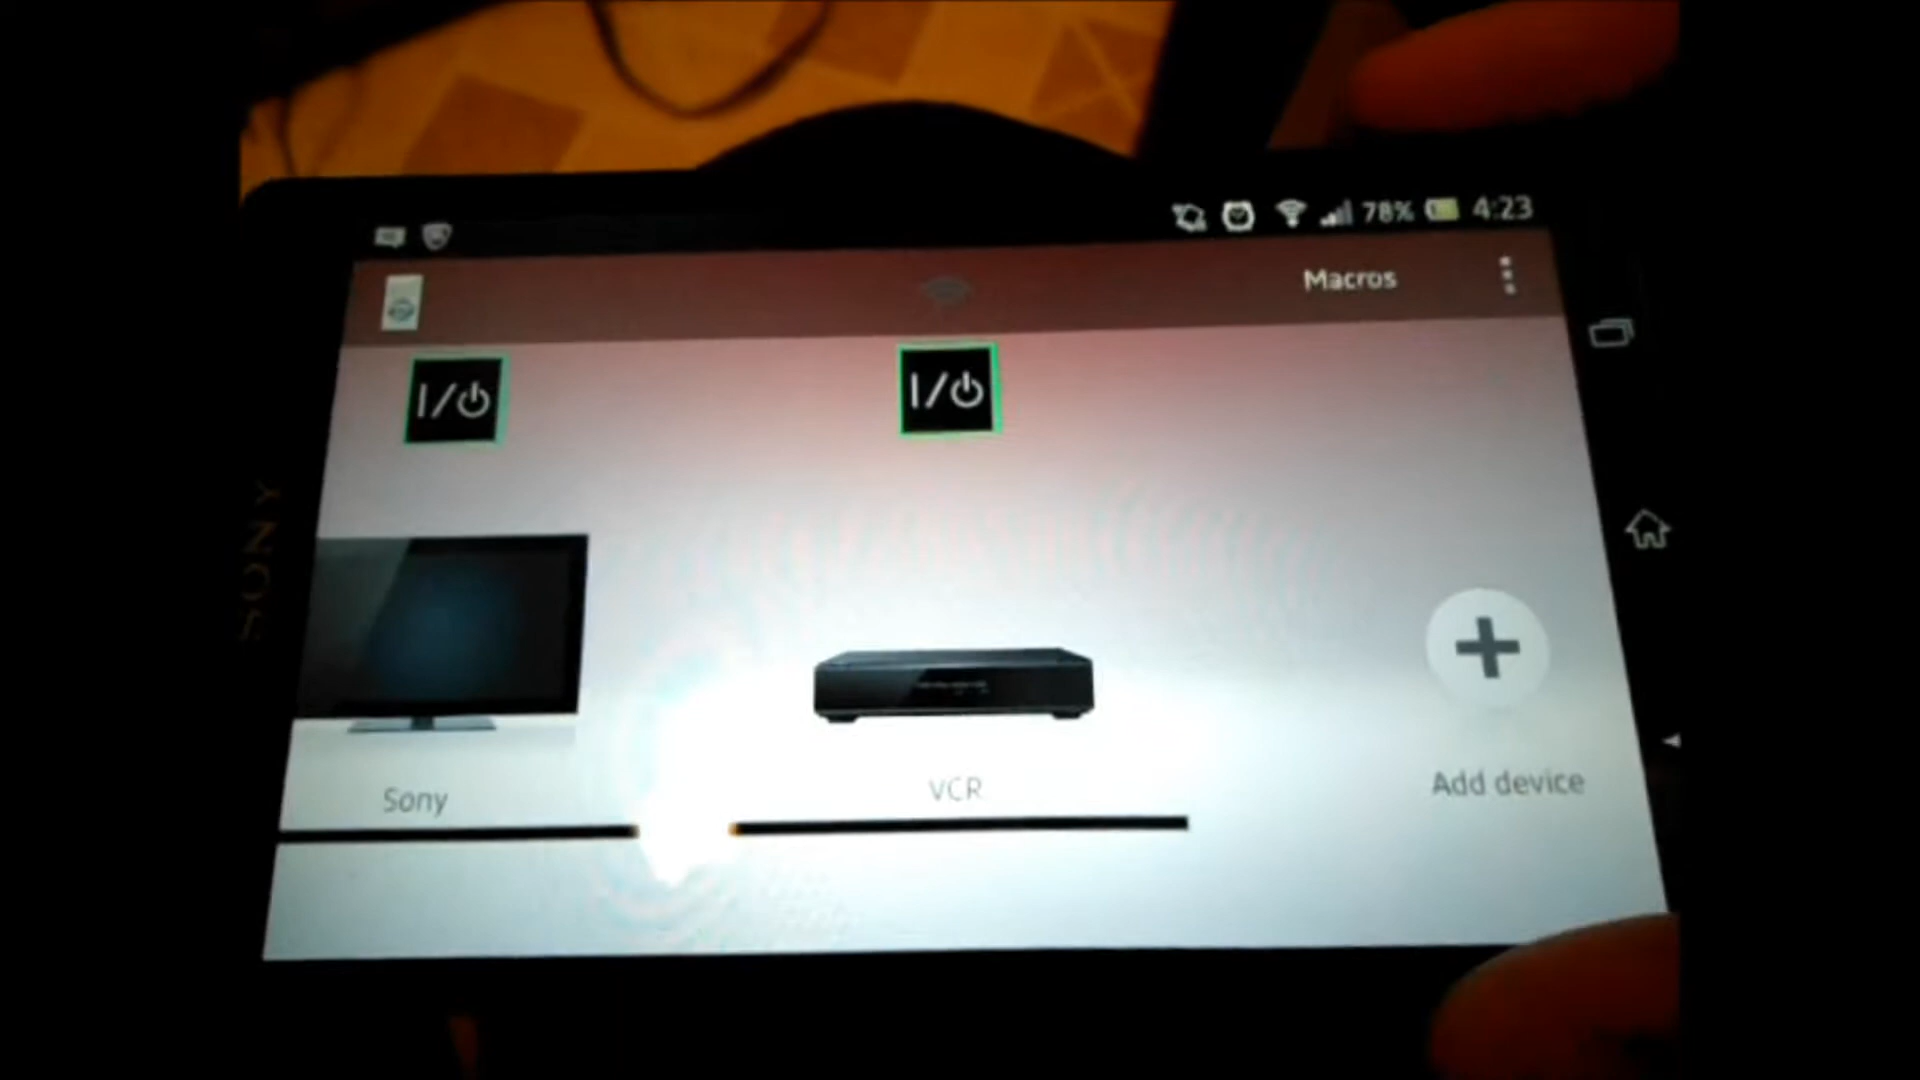 78% 4:23
Macros
I/⏻ I/⏻
SONY
Sony VCR Add device